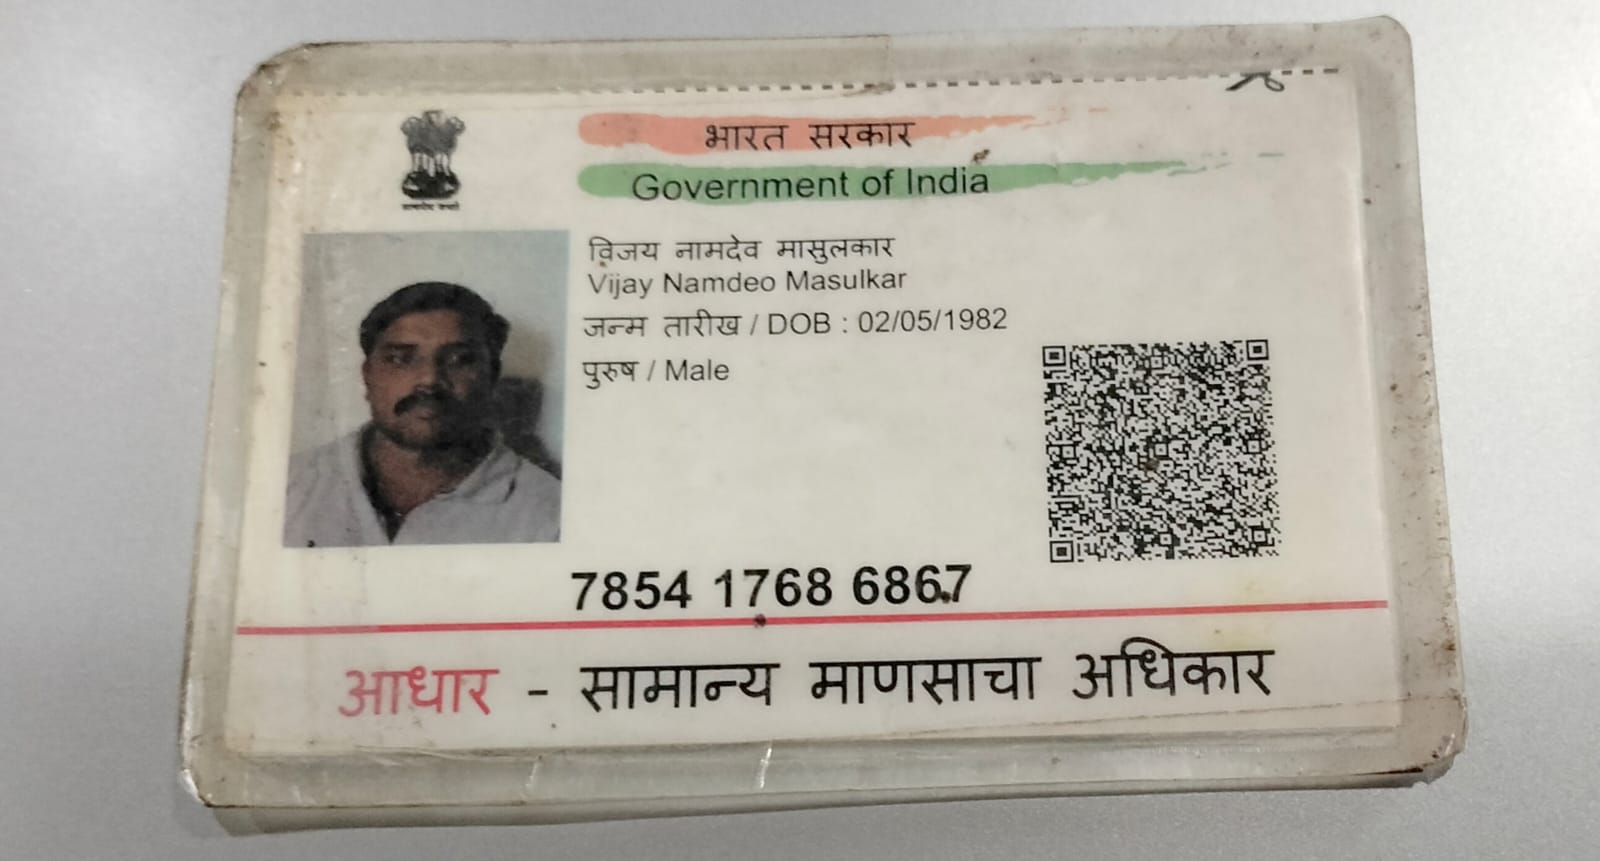 भारत सरकार
Government of India
विजय नामदेव मासुलकार
Vijay Namdeo Masulkar
जन्म तारीख / DOB : 02/05/1982
पुरुष / Male
7854 1768 6867
आधार - सामान्य माणसाचा अधिकार